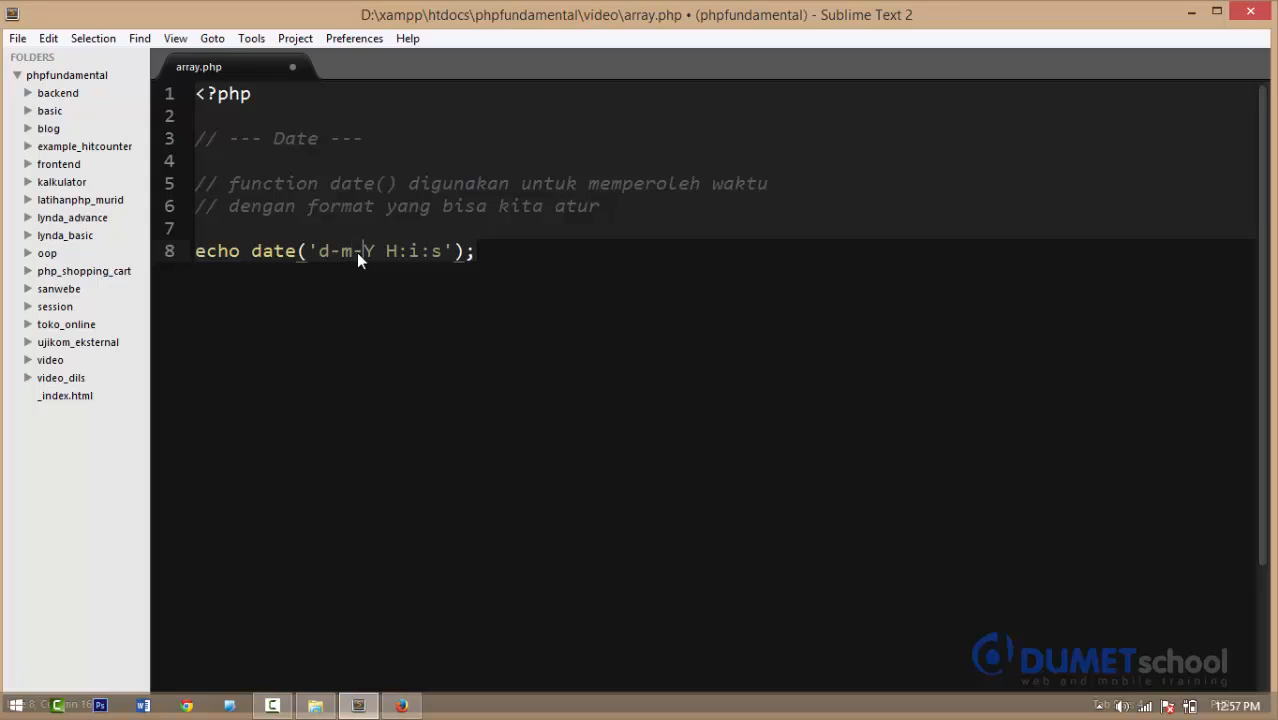 D:\xampp\htdocs\phpfundamental\video\array.php • (phpfundamental) - Sublime Text 2
File Edit Selection Find View Goto Tools Project Preferences Help
FOLDERS
phpfundamental
backend
basic
blog
example_hitcounter
frontend
kalkulator
latihanphp_murid
lynda_advance
lynda_basic
oop
php_shopping_cart
sanwebe
session
toko_online
ujikom_eksternal
video
video_dils
_index.html
array.php
1 <?php
2
3 // --- Date ---
4
5 // function date() digunakan untuk memperoleh waktu
6 // dengan format yang bisa kita atur
7
8 echo date('d-m-Y H:i:s');
DUMETschool
web and mobile training
12:57 PM